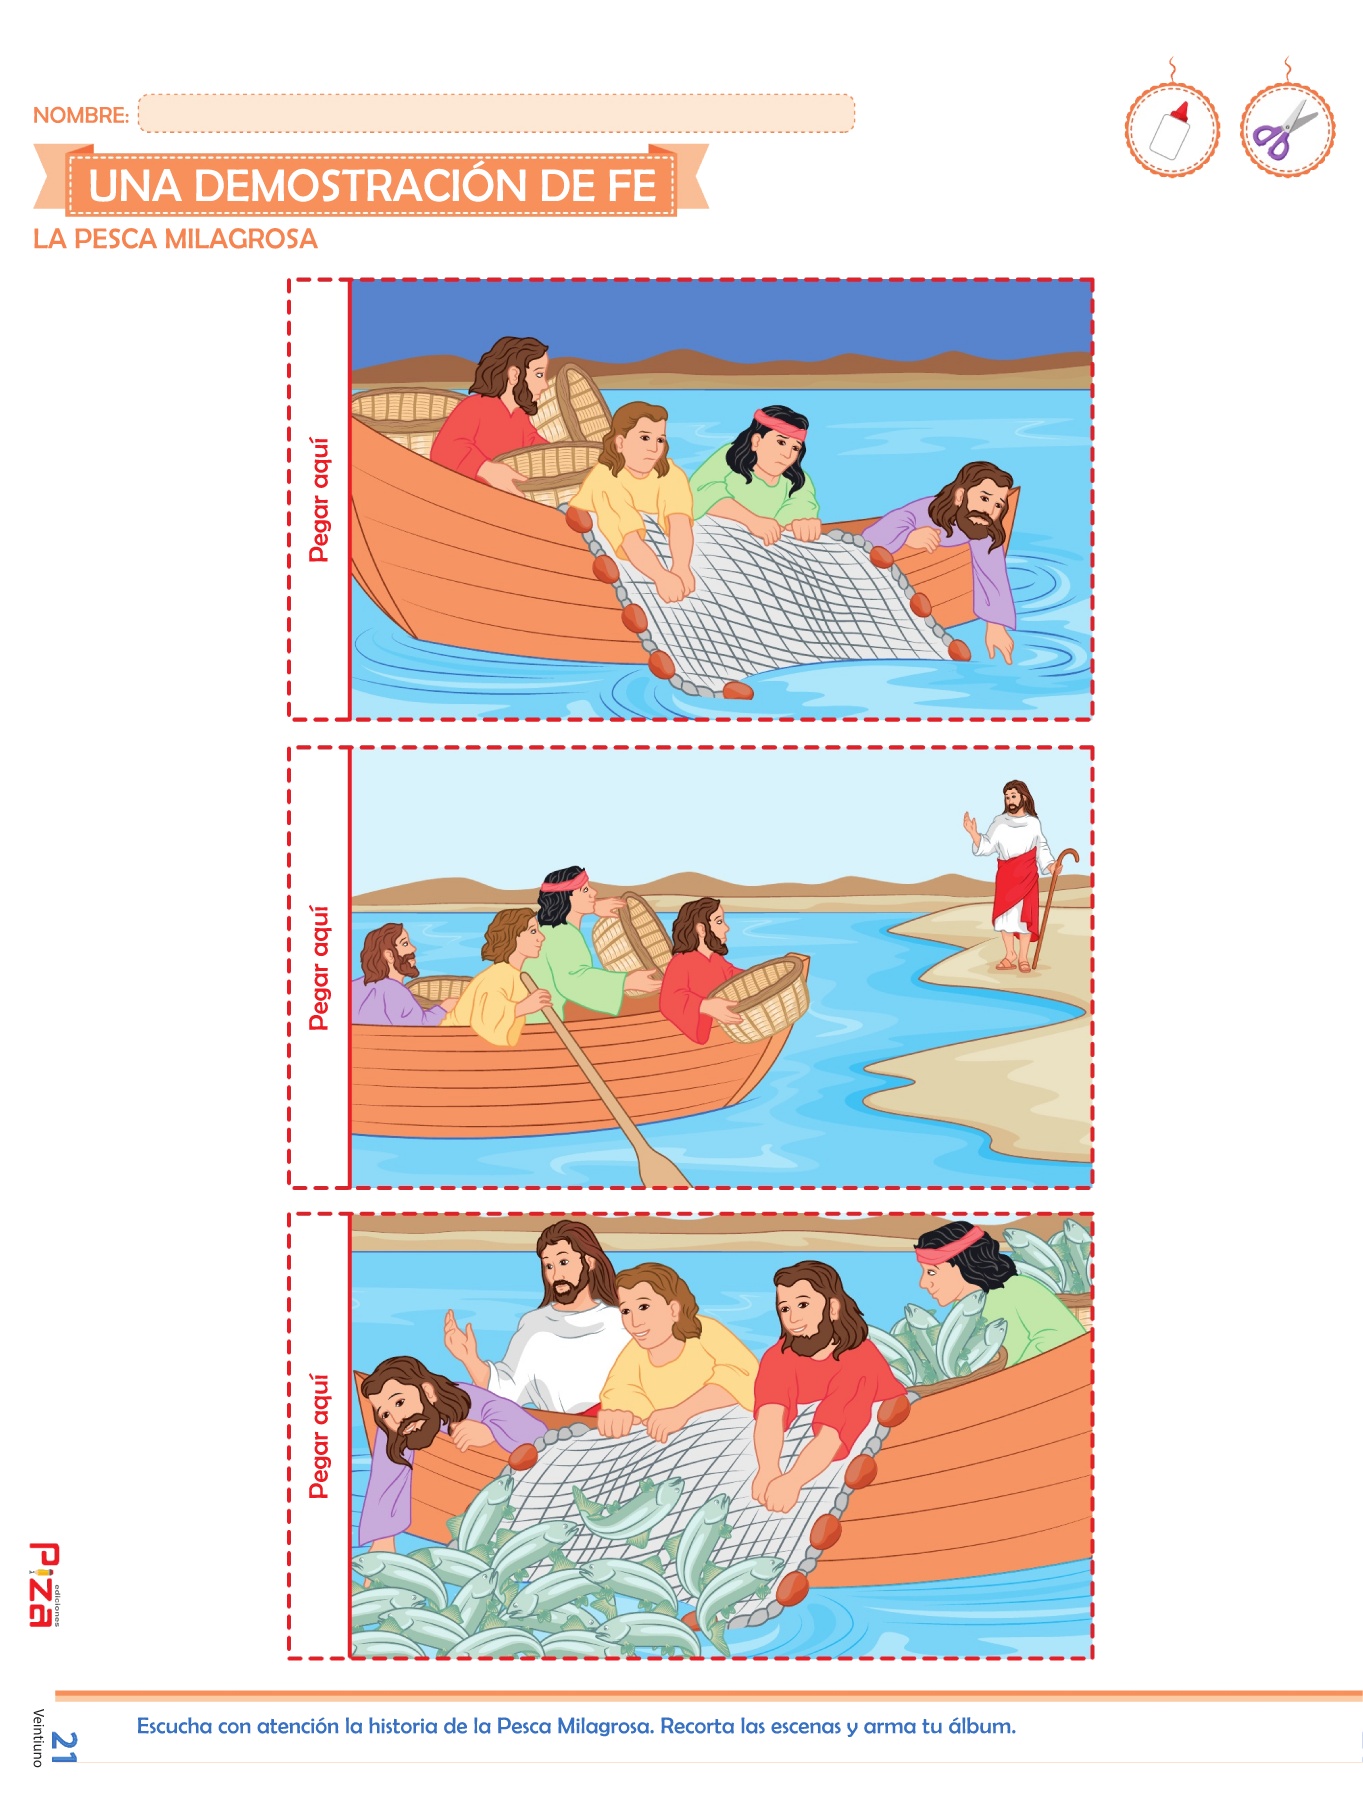 NOMBRE:
UNA DEMOSTRACIÓN DE FE
LA PESCA MILAGROSA
Pegar aquí
Pegar aquí
Pegar aquí
Piza
ediciones
Escucha con atención la historia de la Pesca Milagrosa. Recorta las escenas y arma tu álbum.
21
Veintiuno